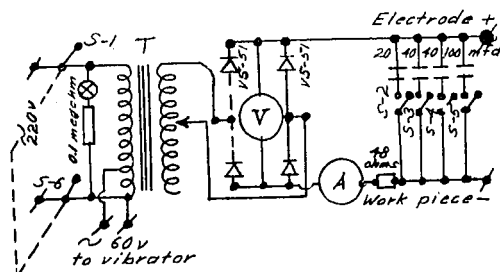 S-1
T
Electrode +
20 40 40 100 mfd
VS-51
VS-51
~ 220v
0.1 megohm
V
S-2
S-3
S-4
S-5
S-6
48 ohms
A
Work piece -
~ 60v
to vibrator